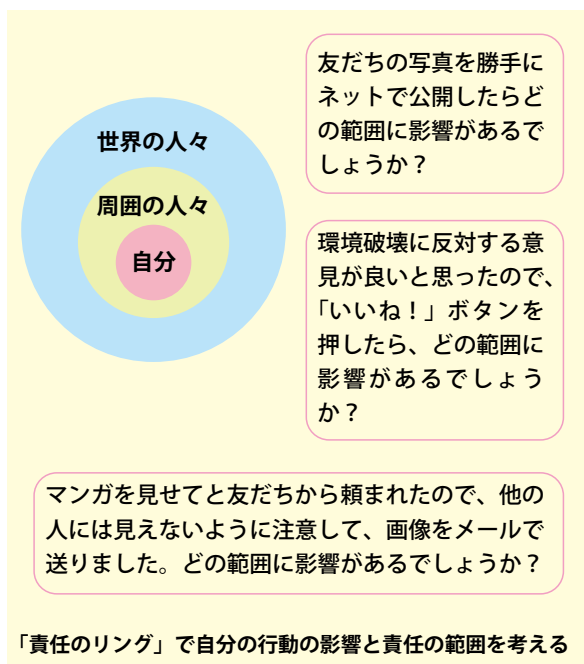 世界の人々
周囲の人々
自分
友だちの写真を勝手に
ネットで公開したらど
の範囲に影響があるで
しょうか？
環境破壊に反対する意
見が良いと思ったので、
「いいね！」ボタンを
押したら、どの範囲に
影響があるでしょう
か？
マンガを見せてと友だちから頼まれたので、他の
人には見えないように注意して、画像をメールで
送りました。どの範囲に影響があるでしょうか？
「責任のリング」で自分の行動の影響と責任の範囲を考える